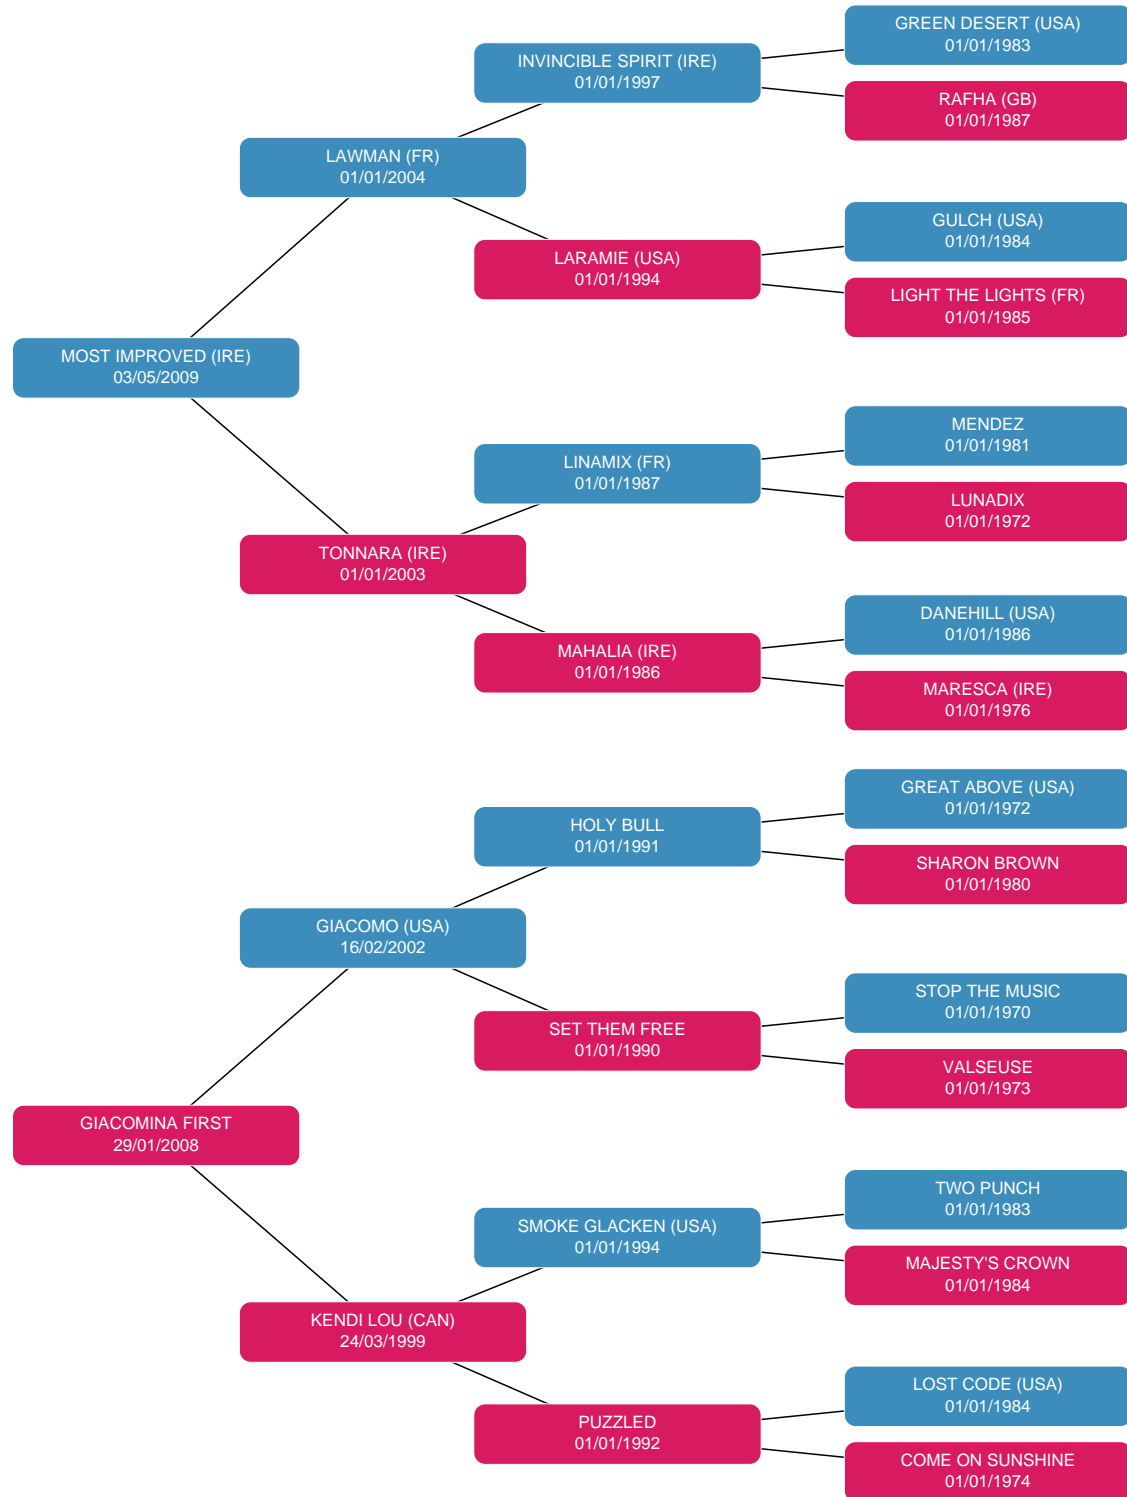 GREEN DESERT (USA)
01/01/1983
INVINCIBLE SPIRIT (IRE)
01/01/1997
RAFHA (GB)
01/01/1987
LAWMAN (FR)
01/01/2004
GULCH (USA)
01/01/1984
LARAMIE (USA)
01/01/1994
LIGHT THE LIGHTS (FR)
01/01/1985
MOST IMPROVED (IRE)
03/05/2009
MENDEZ
01/01/1981
LINAMIX (FR)
01/01/1987
LUNADIX
01/01/1972
TONNARA (IRE)
01/01/2003
DANEHILL (USA)
01/01/1986
MAHALIA (IRE)
01/01/1986
MARESCA (IRE)
01/01/1976
GREAT ABOVE (USA)
01/01/1972
HOLY BULL
01/01/1991
SHARON BROWN
01/01/1980
GIACOMO (USA)
16/02/2002
STOP THE MUSIC
01/01/1970
SET THEM FREE
01/01/1990
VALSEUSE
01/01/1973
GIACOMINA FIRST
29/01/2008
TWO PUNCH
01/01/1983
SMOKE GLACKEN (USA)
01/01/1994
MAJESTY'S CROWN
01/01/1984
KENDI LOU (CAN)
24/03/1999
LOST CODE (USA)
01/01/1984
PUZZLED
01/01/1992
COME ON SUNSHINE
01/01/1974